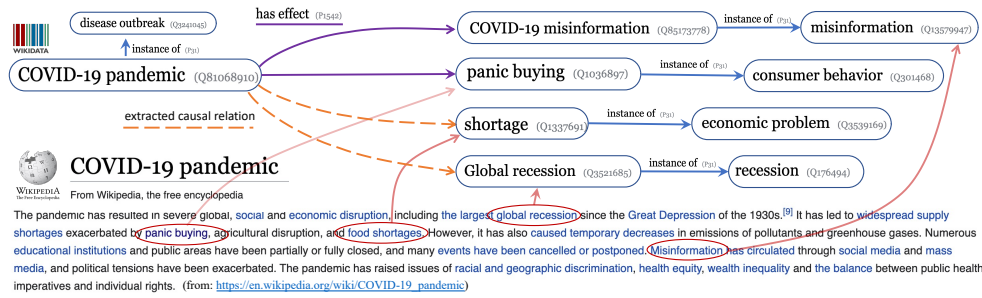 disease outbreak (Q3241045)
has effect (P1542)
COVID-19 misinformation (Q85173778)
instance of (P31)
misinformation (Q13579947)
WIKIDATA
instance of (P31)
COVID-19 pandemic (Q81068910)
panic buying (Q1036897)
instance of (P31)
consumer behavior (Q301468)
extracted causal relation
shortage (Q1337691)
instance of (P31)
economic problem (Q3539169)
WIKIPEDIA
The Free Encyclopedia
COVID-19 pandemic
Global recession (Q3521685)
instance of (P31)
recession (Q176494)
From Wikipedia, the free encyclopedia
The pandemic has resulted in severe global, social and economic disruption, including the largest global recession since the Great Depression of the 1930s.[9] It has led to widespread supply
shortages exacerbated by panic buying, agricultural disruption, and food shortages. However, it has also caused temporary decreases in emissions of pollutants and greenhouse gases. Numerous
educational institutions and public areas have been partially or fully closed, and many events have been cancelled or postponed. Misinformation has circulated through social media and mass
media, and political tensions have been exacerbated. The pandemic has raised issues of racial and geographic discrimination, health equity, wealth inequality and the balance between public health
imperatives and individual rights. (from: https://en.wikipedia.org/wiki/COVID-19_pandemic)